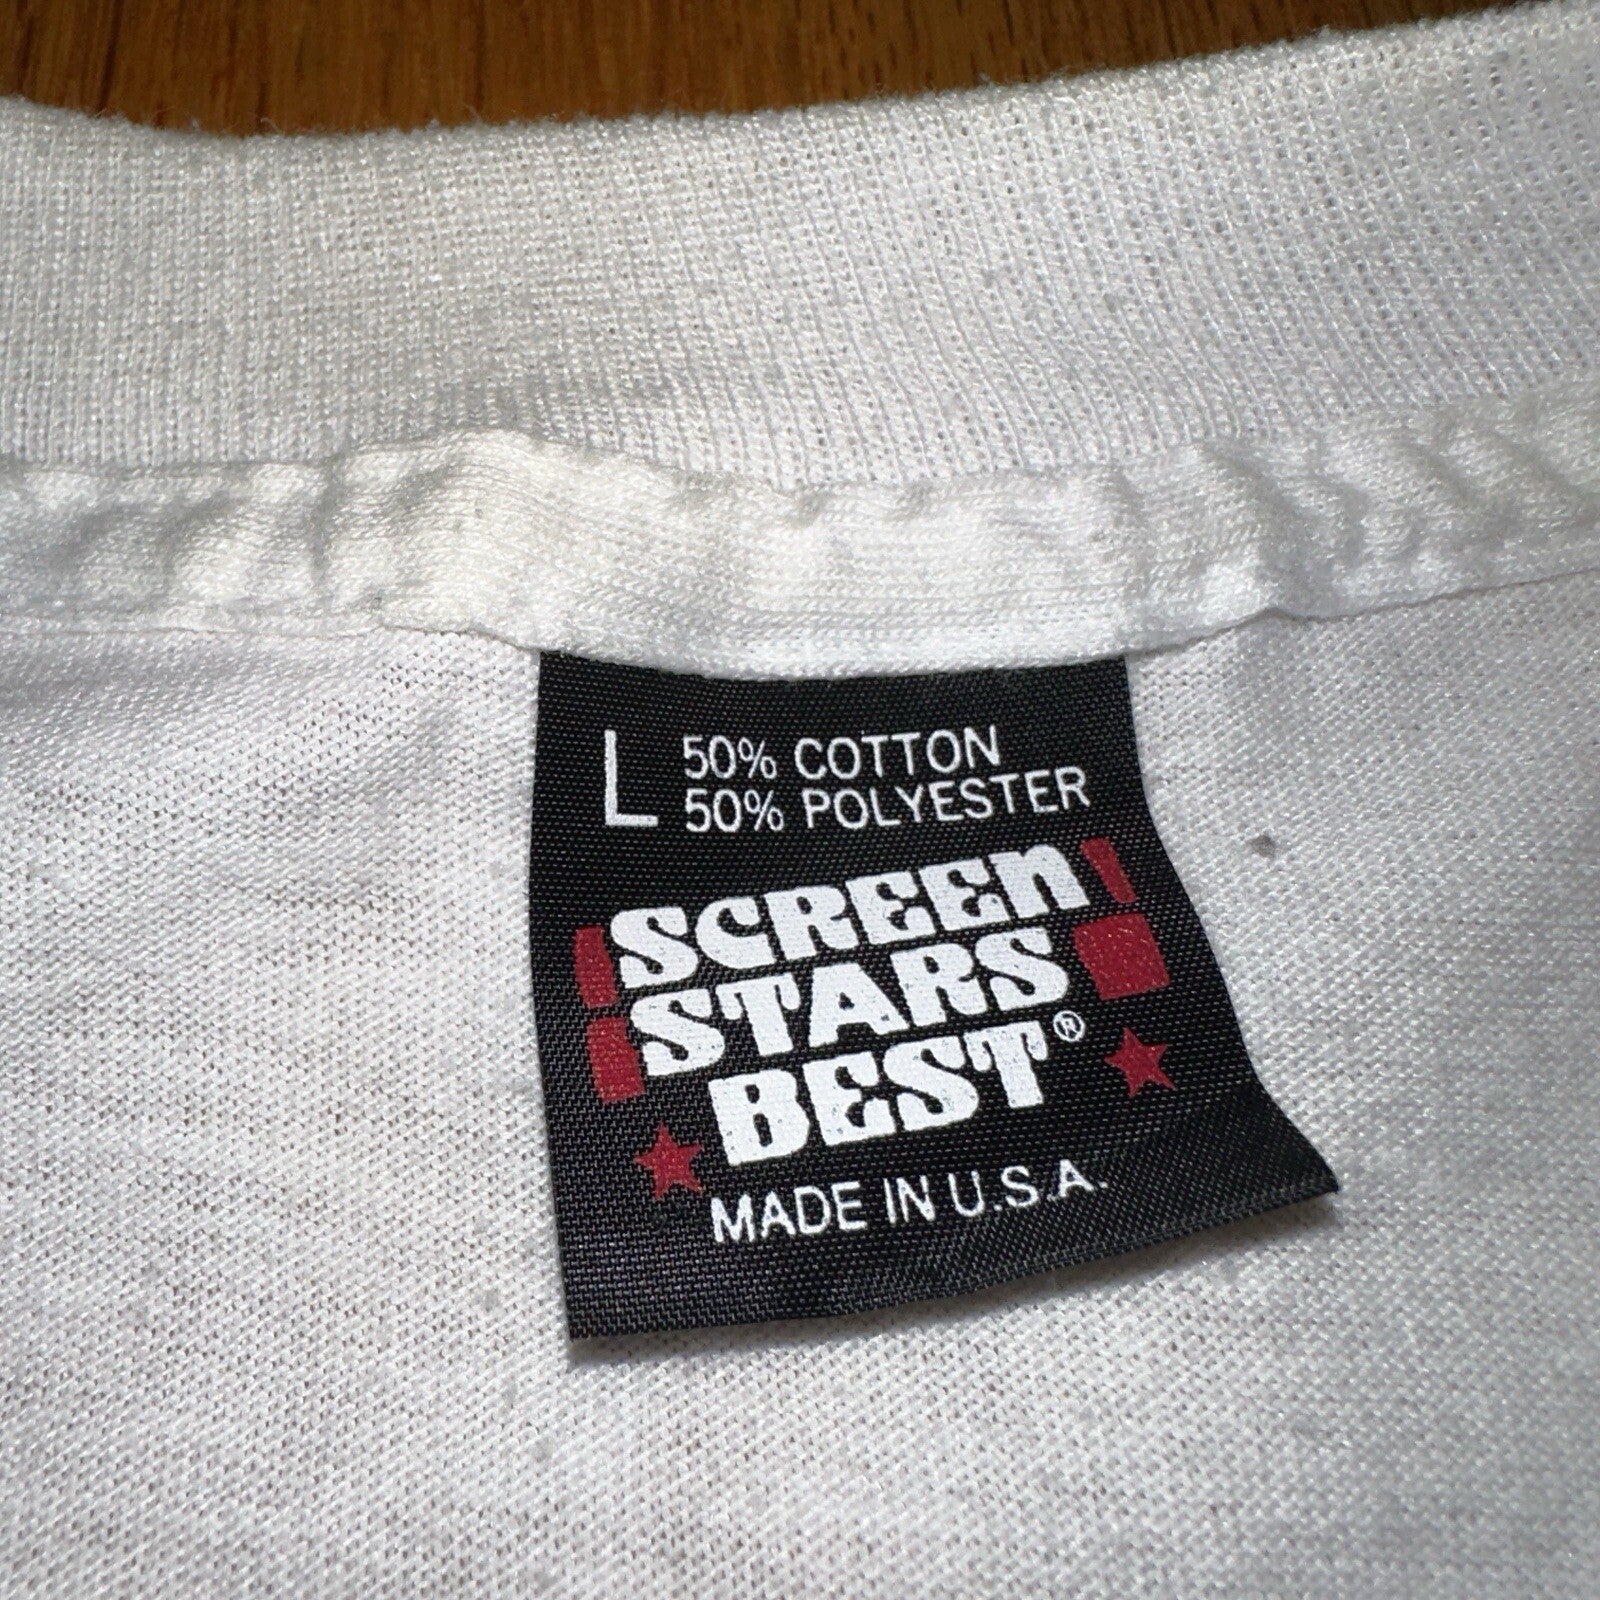 L 50% COTTON
50% POLYESTER
SCREEn
STARS
BEST®
MADE IN U.S.A.